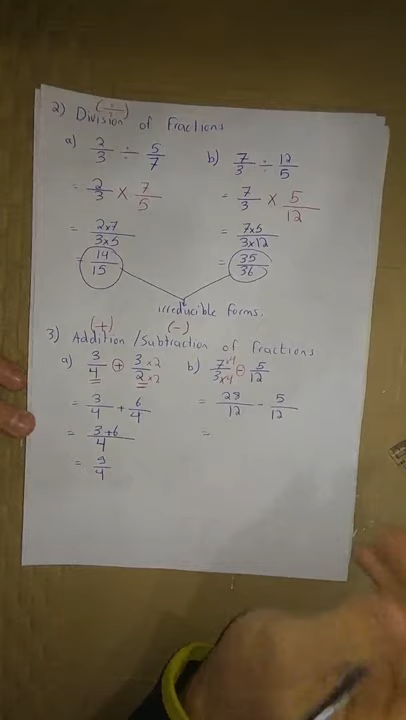 2) Division (÷) of Fractions
a) 2/3 ÷ 5/7
= 2/3 × 7/5
= 2×7/3×5
= 14/15
b) 7/3 ÷ 12/5
= 7/3 × 5/12
= 7×5/3×12
= 35/36
irreducible forms.
(+) (-)
3) Addition / Subtraction of fractions
a) 3/4 + 3×2/2×2
= 3/4 + 6/4
= 3+6/4
= 9/4
b) 7×4/3×4 - 5/12
= 28/12 - 5/12
=